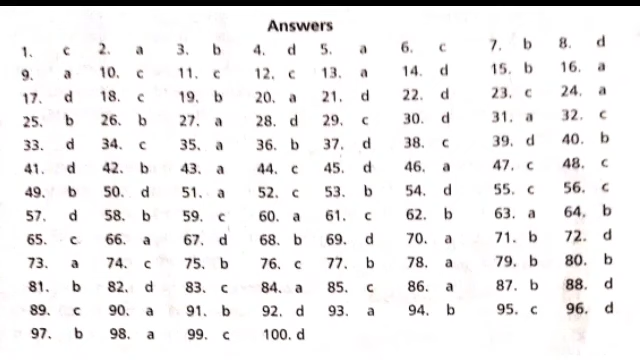 Answers
1. c 2. a 3. b 4. d 5. a 6. c 7. b 8. d
9. a 10. c 11. c 12. c 13. a 14. d 15. b 16. a
17. d 18. c 19. b 20. a 21. d 22. d 23. c 24. a
25. b 26. b 27. a 28. d 29. c 30. d 31. a 32. c
33. d 34. c 35. a 36. b 37. d 38. c 39. d 40. b
41. d 42. b 43. a 44. c 45. d 46. a 47. c 48. c
49. b 50. d 51. a 52. c 53. b 54. d 55. c 56. c
57. d 58. b 59. c 60. a 61. c 62. b 63. a 64. b
65. c 66. a 67. d 68. b 69. d 70. a 71. b 72. d
73. a 74. c 75. b 76. c 77. b 78. a 79. b 80. b
81. b 82. d 83. c 84. a 85. c 86. a 87. b 88. d
89. c 90. a 91. b 92. d 93. a 94. b 95. c 96. d
97. b 98. a 99. c 100. d